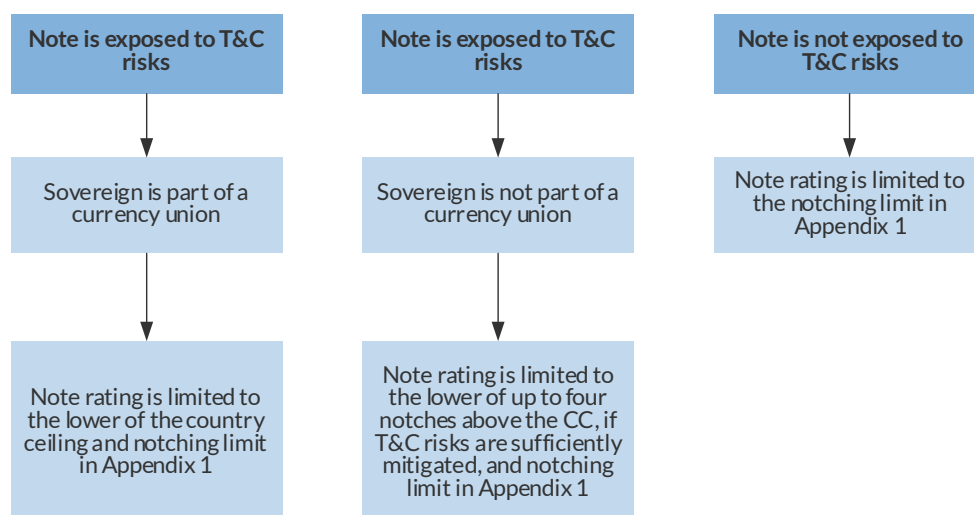 Note is exposed to T&C
risks
Sovereign is part of a
currency union
Note rating is limited to
the lower of the country
ceiling and notching limit
in Appendix 1
Note is exposed to T&C
risks
Sovereign is not part of a
currency union
Note rating is limited to
the lower of up to four
notches above the CC, if
T&C risks are sufficiently
mitigated, and notching
limit in Appendix 1
Note is not exposed to
T&C risks
Note rating is limited to
the notching limit in
Appendix 1